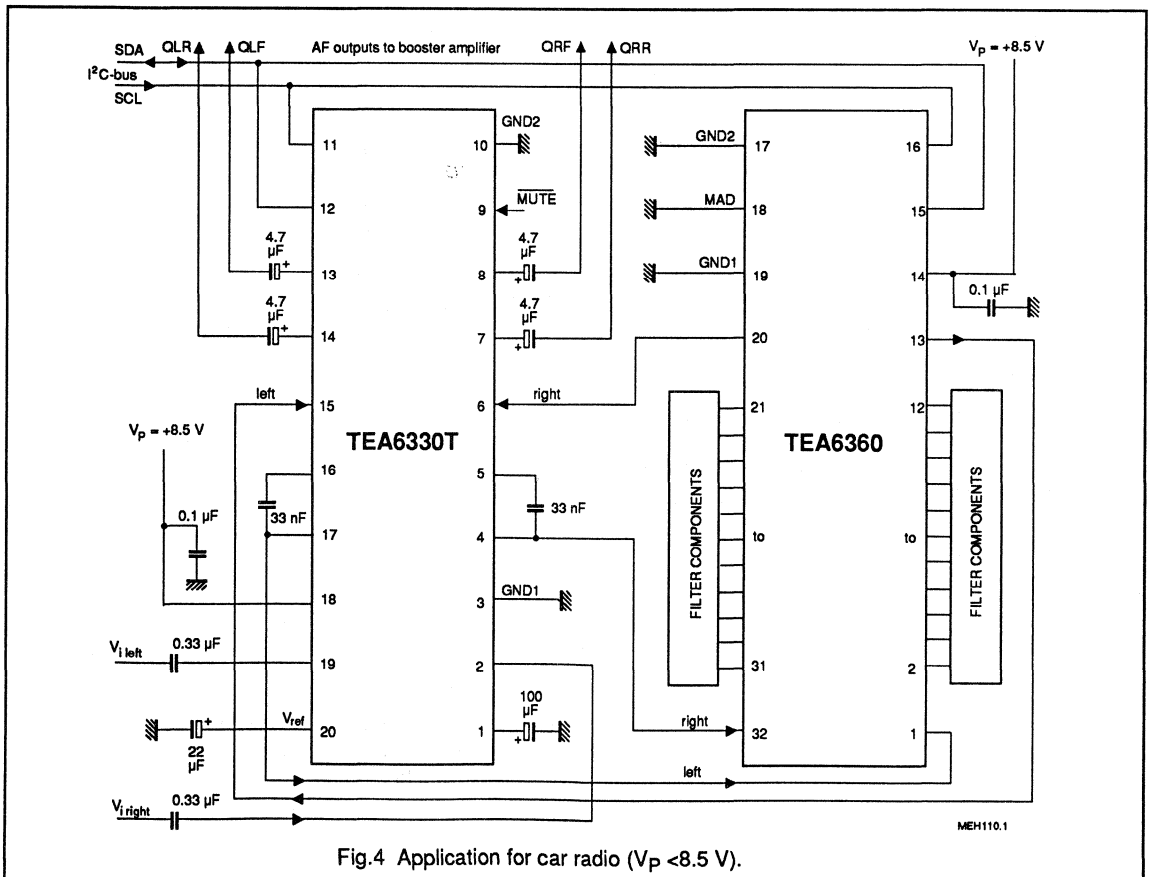 SDA QLR QLF AF outputs to booster amplifier QRF QRR
VP = +8.5 V
I²C-bus
SCL
GND2
11 10
MUTE
12 9
4.7
µF
+
13
4.7
µF
+
8
4.7
µF
+
14
4.7
µF
+
7
left
15
right
6
TEA6330T
VP = +8.5 V
16 5
0.1 µF
33 nF
33 nF
17 4
18 3 GND1
Vi left 0.33 µF
19 2
Vref
+
22
µF
20 1
100
µF
+
Vi right 0.33 µF
GND2
17 16
MAD
18 15
GND1
19 14
0.1 µF
20 13
21 12
TEA6360
FILTER COMPONENTS
to to
FILTER COMPONENTS
31 2
right
32 1
left
MEH110.1
Fig.4 Application for car radio (VP <8.5 V).